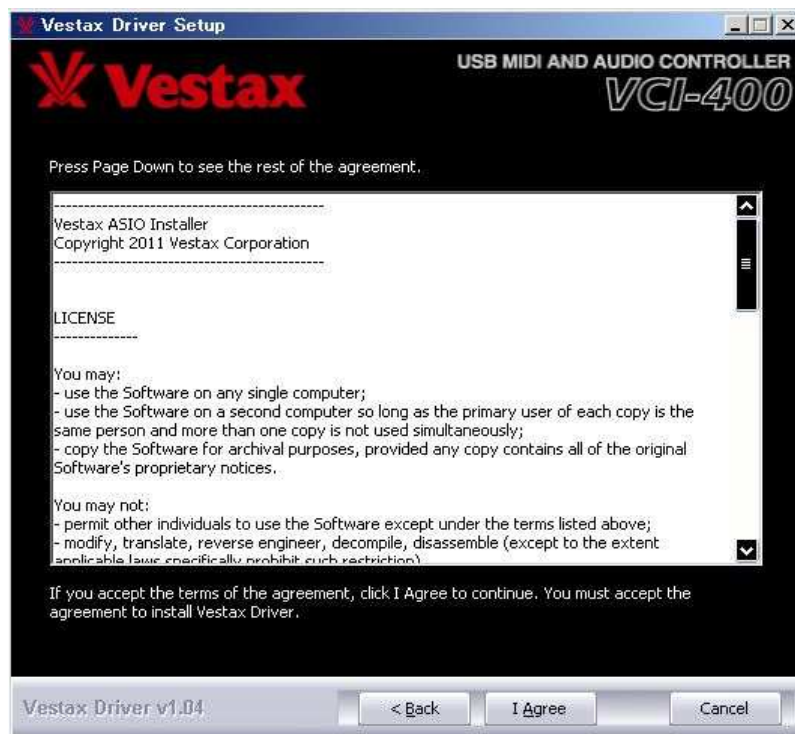 Vestax Driver Setup
Vestax
USB MIDI AND AUDIO CONTROLLER
VCI-400
Press Page Down to see the rest of the agreement.
--------------------------------------------
Vestax ASIO Installer
Copyright 2011 Vestax Corporation
--------------------------------------------
LICENSE
--------------
You may:
- use the Software on any single computer;
- use the Software on a second computer so long as the primary user of each copy is the
same person and more than one copy is not used simultaneously;
- copy the Software for archival purposes, provided any copy contains all of the original
Software's proprietary notices.
You may not:
- permit other individuals to use the Software except under the terms listed above;
- modify, translate, reverse engineer, decompile, disassemble (except to the extent
applicable laws specifically prohibit such restriction)
If you accept the terms of the agreement, click I Agree to continue. You must accept the
agreement to install Vestax Driver.
Vestax Driver v1.04
< Back
I Agree
Cancel